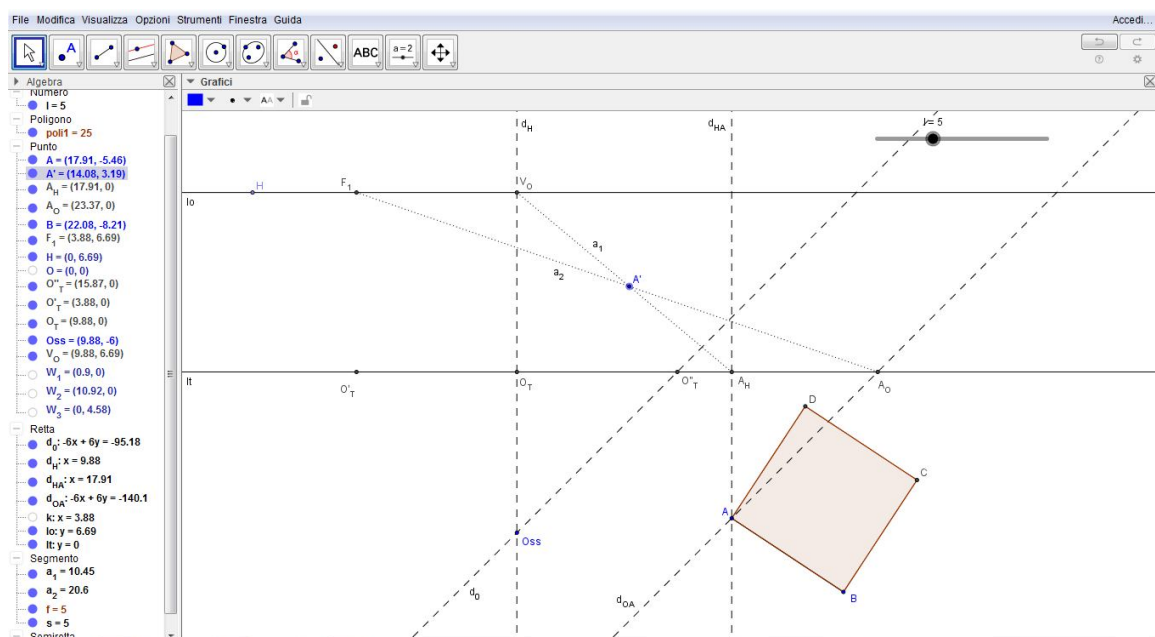 File Modifica Visualizza Opzioni Strumenti Finestra Guida Accedi...
A ABC a=2
Algebra
Numero
l = 5
Poligono
poli1 = 25
Punto
A = (17.91, -5.46)
A' = (14.08, 3.19)
A_H = (17.91, 0)
A_O = (23.37, 0)
B = (22.08, -8.21)
F_1 = (3.88, 6.69)
H = (0, 6.69)
O = (0, 0)
O''_T = (15.87, 0)
O'_T = (3.88, 0)
O_T = (9.88, 0)
Oss = (9.88, -6)
V_O = (9.88, 6.69)
W_1 = (0.9, 0)
W_2 = (10.92, 0)
W_3 = (0, 4.58)
Retta
d_0: -6x + 6y = -95.18
d_H: x = 9.88
d_HA: x = 17.91
d_OA: -6x + 6y = -140.1
k: x = 3.88
lo: y = 6.69
lt: y = 0
Segmento
a_1 = 10.45
a_2 = 20.6
f = 5
s = 5
Grafici
AA
d_H d_HA l = 5
H F_1 V_O
lo
a_1
a_2 A'
lt O'_T O_T O''_T A_H A_O
D
C
A
Oss
d_0 d_OA B